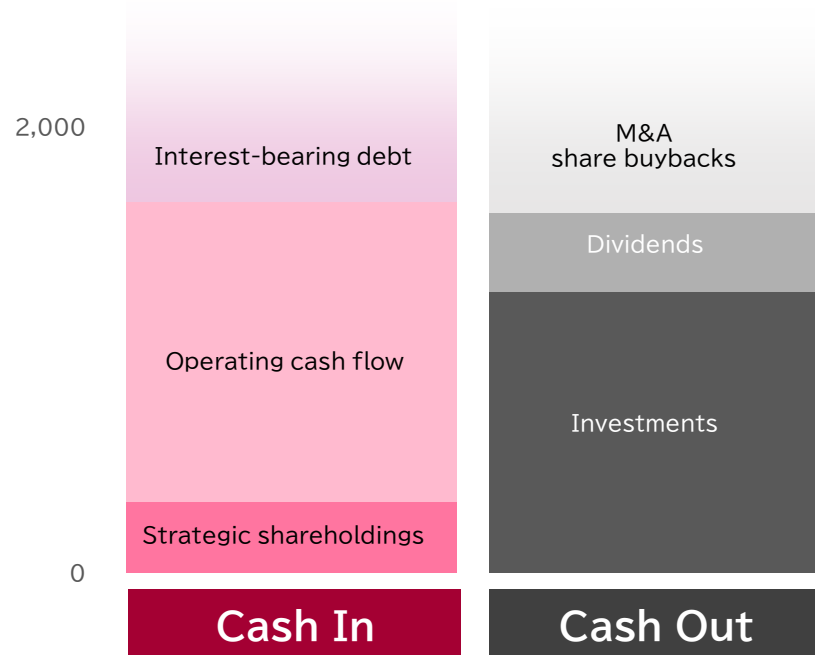 2,000
Interest-bearing debt
Operating cash flow
Strategic shareholdings
0
Cash In
M&A
share buybacks
Dividends
Investments
Cash Out